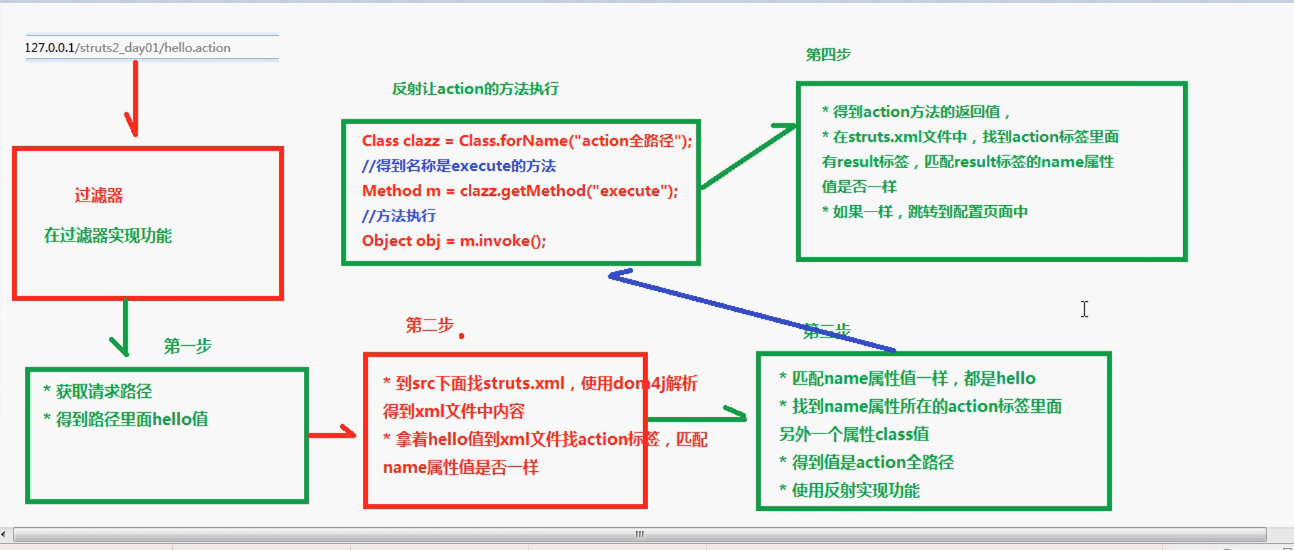 127.0.0.1/struts2_day01/hello.action
过滤器
在过滤器实现功能
第一步
* 获取请求路径
* 得到路径里面hello值
第二步
* 到src下面找struts.xml，使用dom4j解析
得到xml文件中内容
* 拿着hello值到xml文件找action标签，匹配
name属性值是否一样
第三步
* 匹配name属性值一样，都是hello
* 找到name属性所在的action标签里面
另外一个属性class值
* 得到值是action全路径
* 使用反射实现功能
反射让action的方法执行
Class clazz = Class.forName("action全路径");
//得到名称是execute的方法
Method m = clazz.getMethod("execute");
//方法执行
Object obj = m.invoke();
第四步
* 得到action方法的返回值，
* 在struts.xml文件中，找到action标签里面
有result标签，匹配result标签的name属性
值是否一样
* 如果一样，跳转到配置页面中